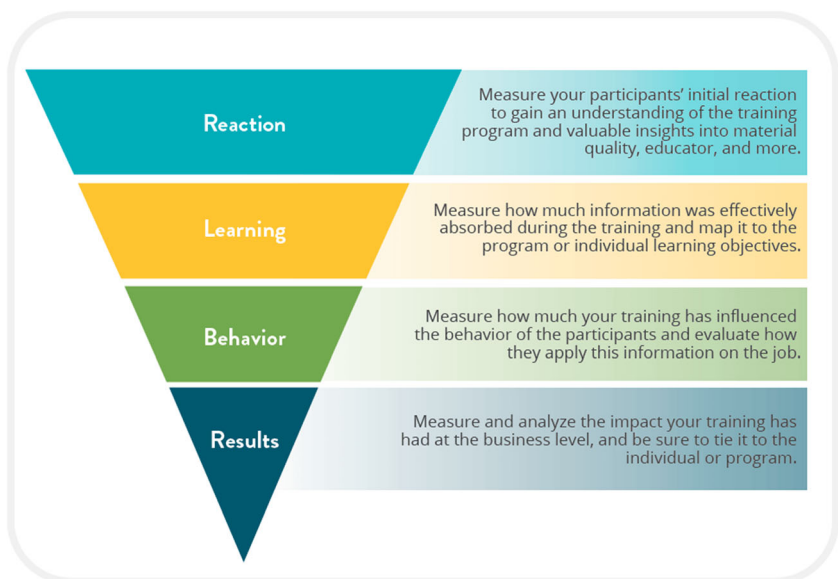 Reaction
Measure your participants' initial reaction
to gain an understanding of the training
program and valuable insights into material
quality, educator, and more.
Learning
Measure how much information was effectively
absorbed during the training and map it to the
program or individual learning objectives.
Behavior
Measure how much your training has influenced
the behavior of the participants and evaluate how
they apply this information on the job.
Results
Measure and analyze the impact your training has
had at the business level, and be sure to tie it to the
individual or program.